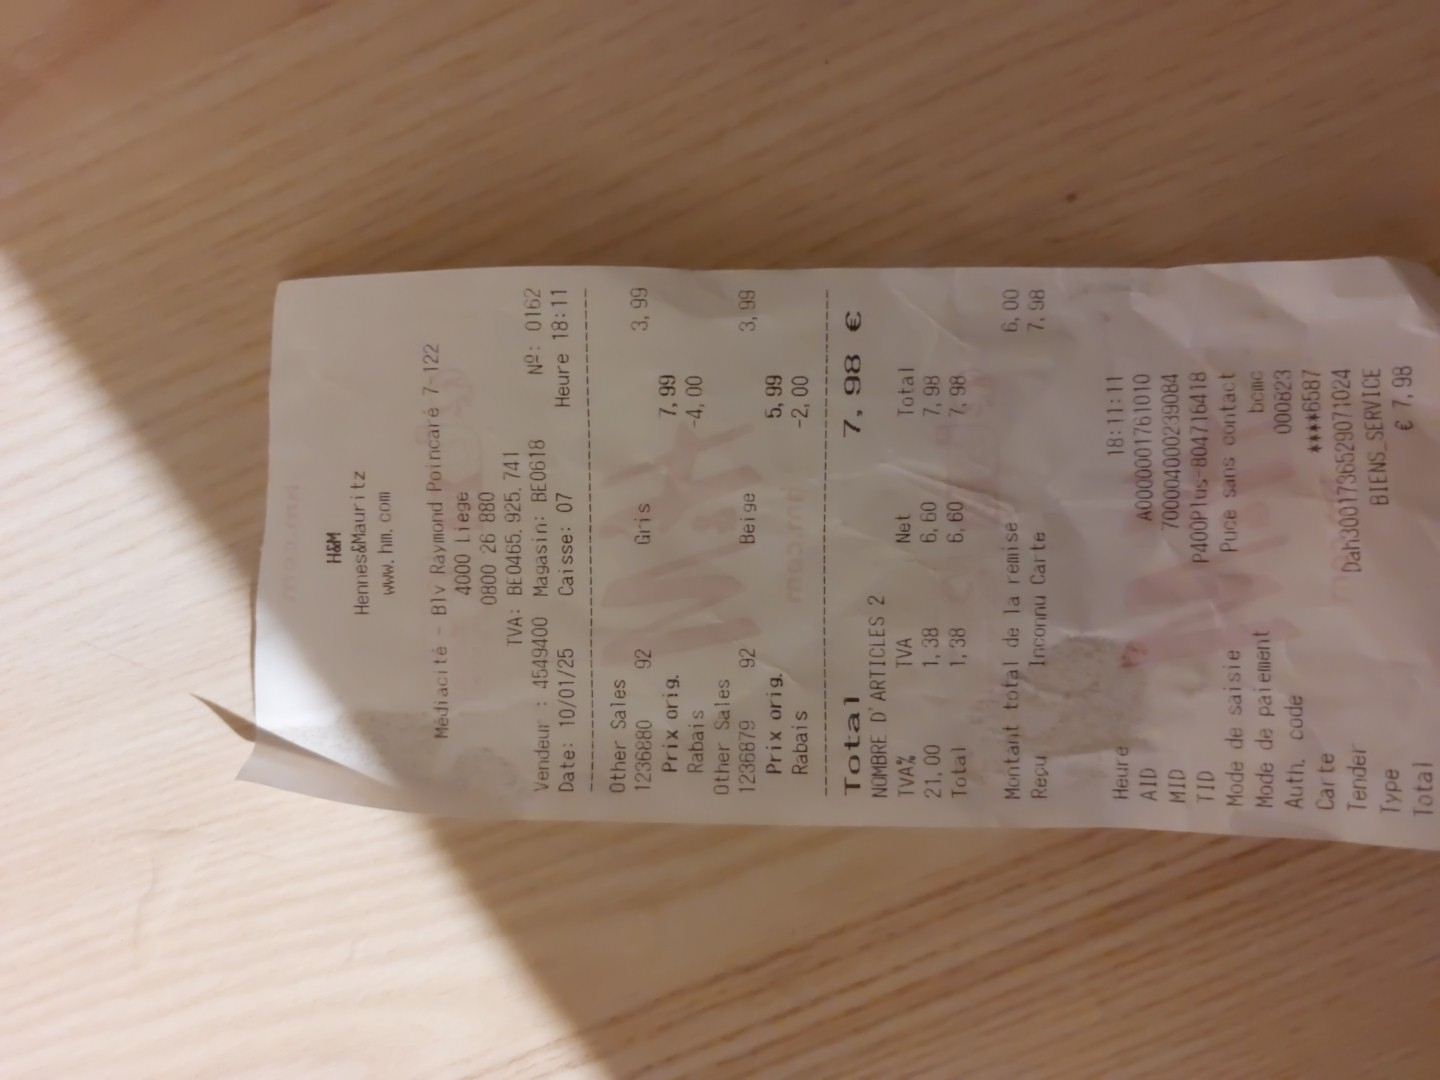 H&M
Hennes&Mauritz
www.hm.com
Médiacité - Blv Raymond Poincaré 7-122
4000 Liege
0800 26 880
TVA: BE0465.925.741
Vendeur : 4549400 Magasin: BE0618 Nº: 0162
Date: 10/01/25 Caisse: 07 Heure 18:11
Other Sales
1236880 92 Gris 3,99
Prix orig. 7,99
Rabais -4,00
Other Sales
1236879 92 Beige 3,99
Prix orig. 5,99
Rabais -2,00
Total 7,98 €
NOMBRE D'ARTICLES 2
TVA% TVA Net Total
21,00 1,38 6,60 7,98
Total 1,38 6,60 7,98
Montant total de la remise 6,00
Reçu Inconnu Carte 7,98
Heure 18:11:11
AID A0000001761010
MID 700004000239084
TID P400Plus-804716418
Mode de saisie Puce sans contact
Mode de paiement bcmc
Auth. code 000823
Carte ****6587
Tender Dah3001736529071024
Type BIENS_SERVICE
Total € 7,98